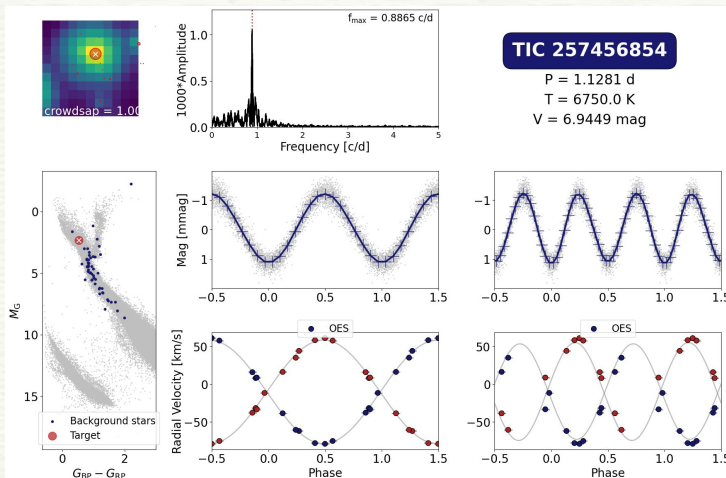 crowdsap = 1.00
1000*Amplitude
1.0
0.5
0.0
f_max = 0.8865 c/d
0 1 2 3 4 5
Frequency [c/d]
TIC 257456854
P = 1.1281 d
T = 6750.0 K
V = 6.9449 mag
M_G
0
5
10
15
Background stars
Target
0 2
G_BP − G_RP
Mag [mmag]
−1
0
1
−0.5 0.0 0.5 1.0 1.5
−1
0
1
−0.5 0.0 0.5 1.0 1.5
Radial Velocity [km/s]
OES
50
0
−50
−0.5 0.0 0.5 1.0 1.5
Phase
OES
50
0
−50
−0.5 0.0 0.5 1.0 1.5
Phase